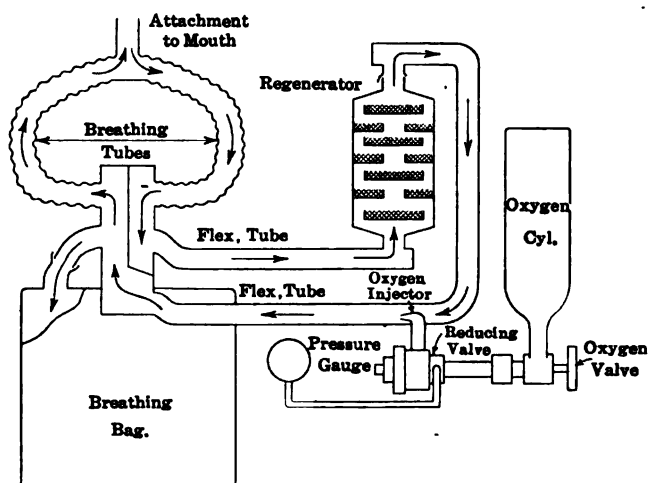 Attachment
to Mouth
Regenerator
Breathing
Tubes
Oxygen
Cyl.
Flex, Tube
Oxygen
Injector
Flex, Tube
Pressure
Gauge
Reducing
Valve
Oxygen
Valve
Breathing
Bag.